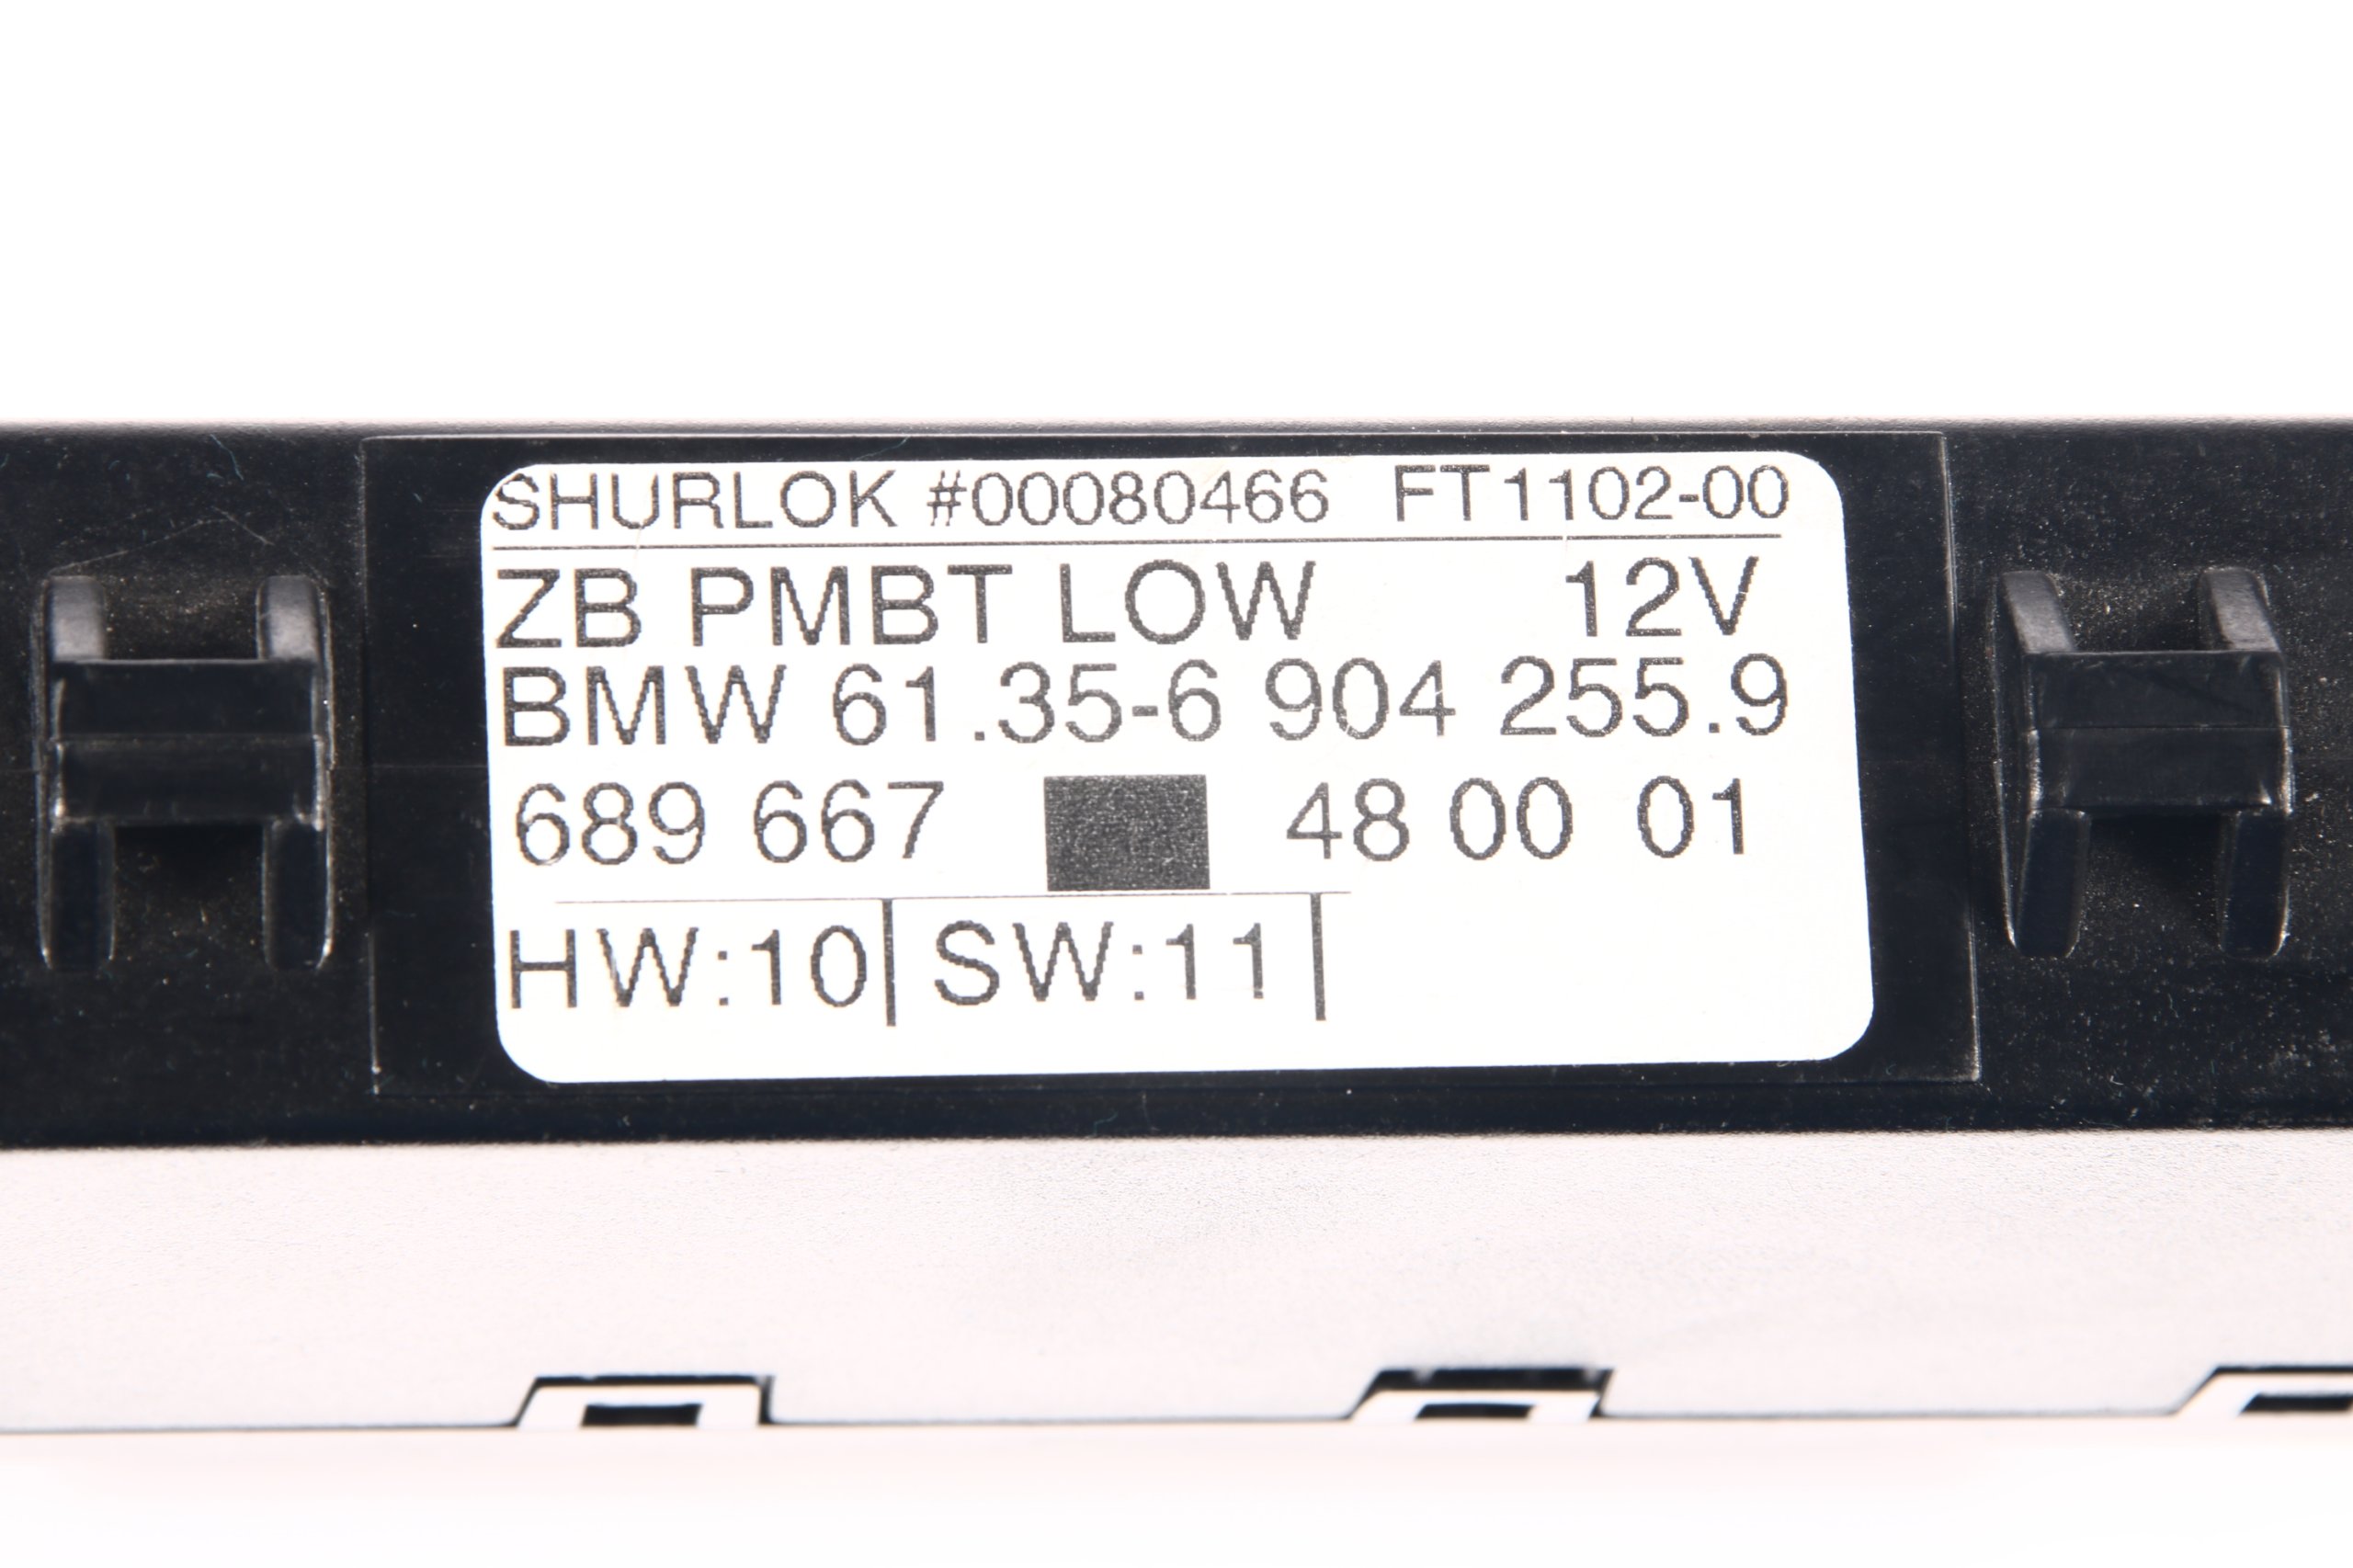 SHURLOK #00080466 FT1102-00
ZB PMBT LOW 12V
BMW 61.35-6 904 255.9
689 667 48 00 01
HW:10 SW:11